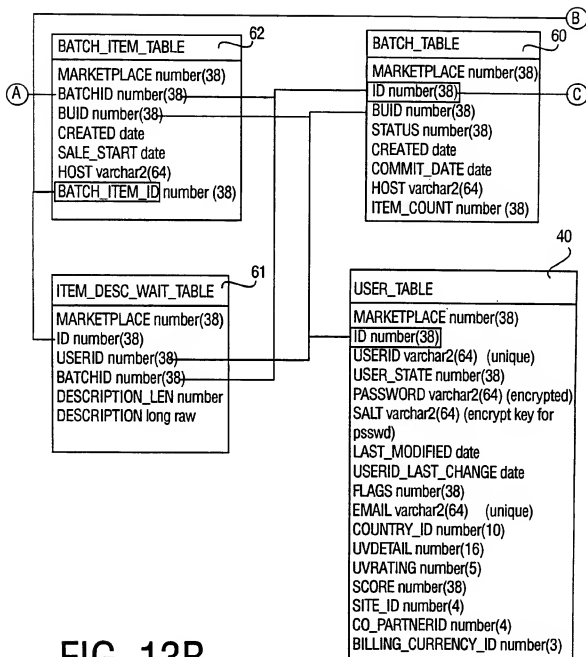 B
62
BATCH_ITEM_TABLE
MARKETPLACE number(38)
A
BATCHID number(38)
BUID number(38)
CREATED date
SALE_START date
HOST varchar2(64)
BATCH_ITEM_ID number (38)
60
BATCH_TABLE
MARKETPLACE number(38)
ID number(38)
C
BUID number(38)
STATUS number(38)
CREATED date
COMMIT_DATE date
HOST varchar2(64)
ITEM_COUNT number (38)
61
ITEM_DESC_WAIT_TABLE
MARKETPLACE number(38)
ID number(38)
USERID number(38)
BATCHID number(38)
DESCRIPTION_LEN number
DESCRIPTION long raw
40
USER_TABLE
MARKETPLACE number(38)
ID number(38)
USERID varchar2(64) (unique)
USER_STATE number(38)
PASSWORD varchar2(64) (encrypted)
SALT varchar2(64) (encrypt key for
psswd)
LAST_MODIFIED date
USERID_LAST_CHANGE date
FLAGS number(38)
EMAIL varchar2(64) (unique)
COUNTRY_ID number(10)
UVDETAIL number(16)
UVRATING number(5)
SCORE number(38)
SITE_ID number(4)
CO_PARTNERID number(4)
BILLING_CURRENCY_ID number(3)
FIG. 13B